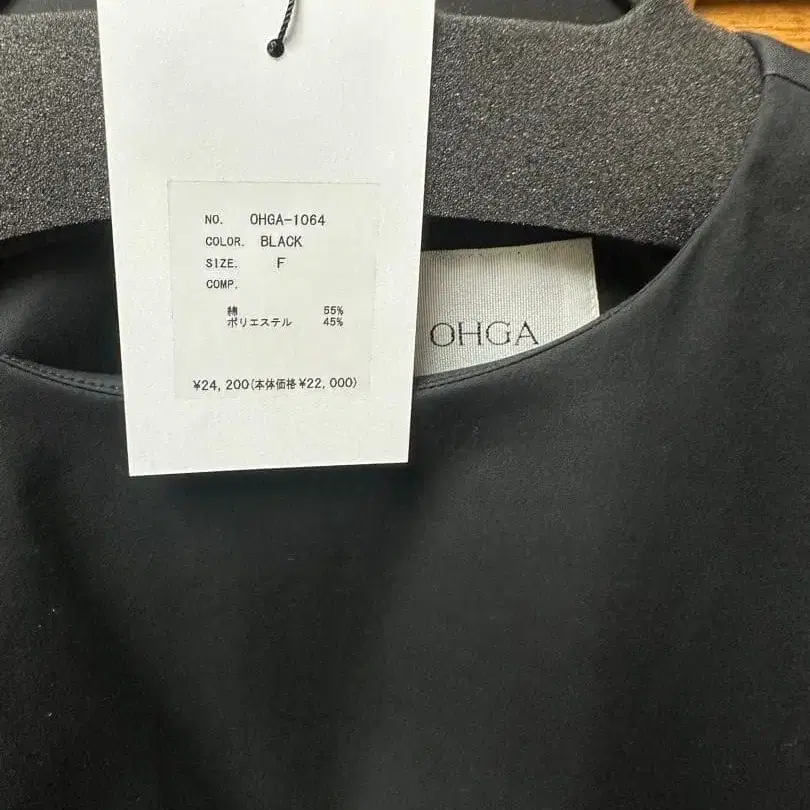 NO. OHGA-1064
COLOR. BLACK
SIZE. F
COMP.
綿 55%
ポリエステル 45%
¥24,200(本体価格¥22,000)
OHGA